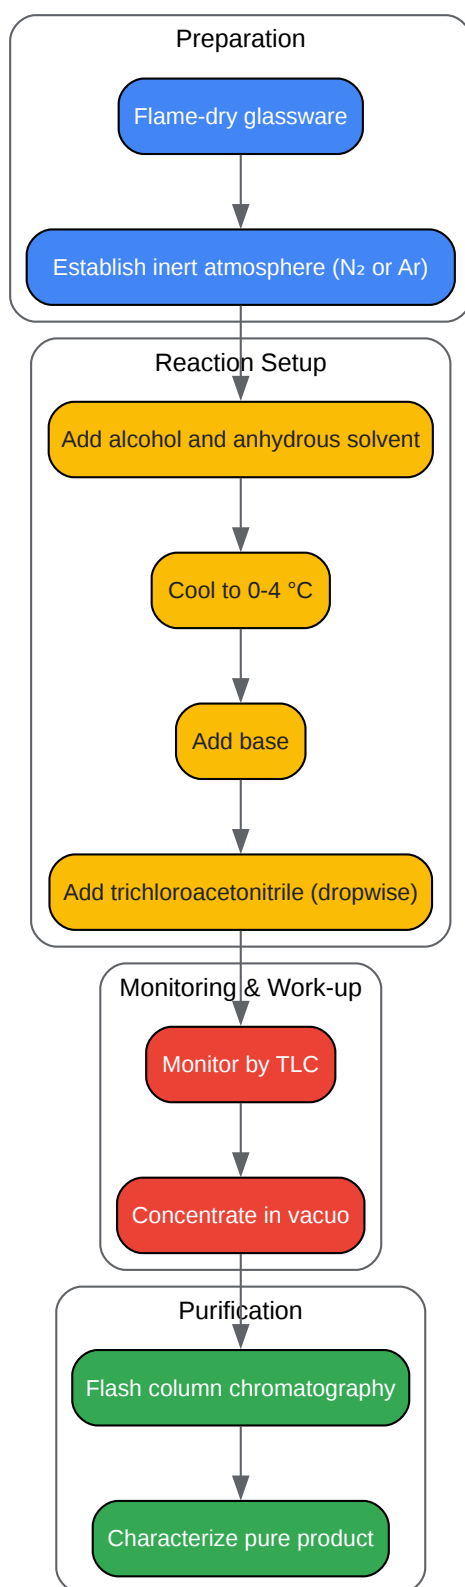 Preparation
Flame-dry glassware
Establish inert atmosphere (N₂ or Ar)
Reaction Setup
Add alcohol and anhydrous solvent
Cool to 0-4 °C
Add base
Add trichloroacetonitrile (dropwise)
Monitoring & Work-up
Monitor by TLC
Concentrate in vacuo
Purification
Flash column chromatography
Characterize pure product